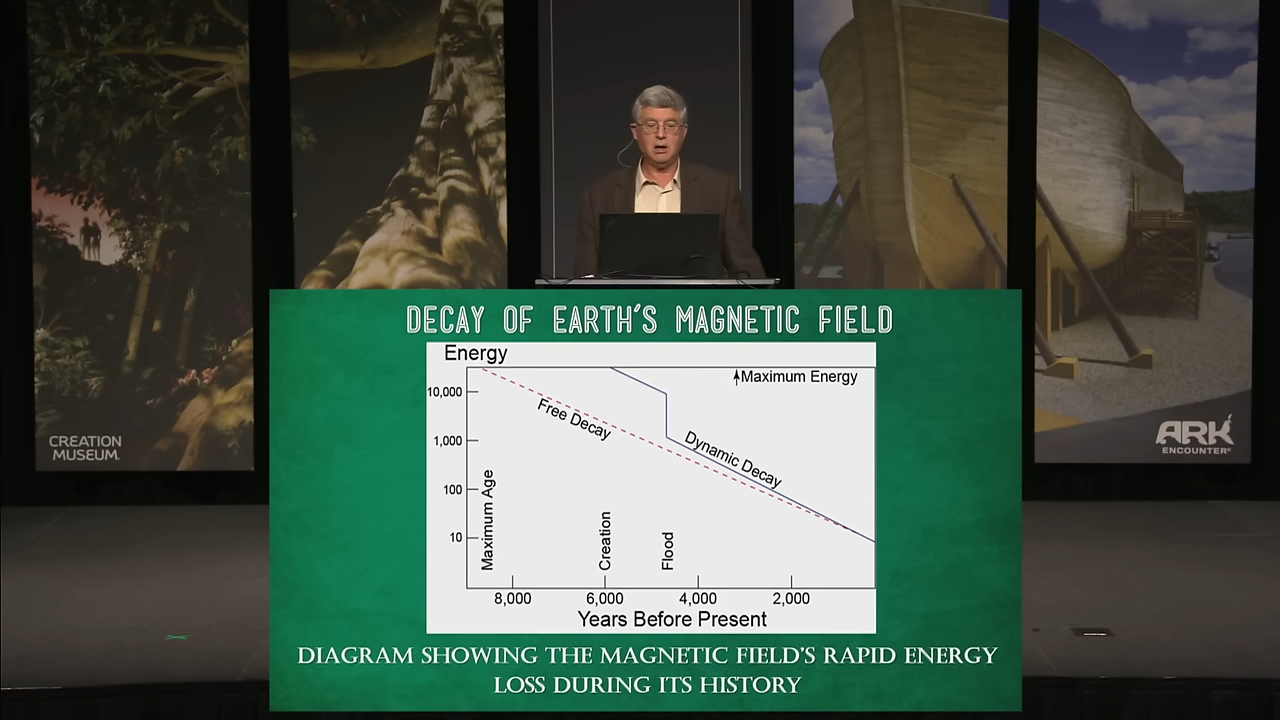 CREATION
MUSEUM
ARK
ENCOUNTER
DECAY OF EARTH'S MAGNETIC FIELD
Energy
Maximum Energy
10,000
1,000
100
10
Free Decay
Dynamic Decay
Maximum Age
Creation
Flood
8,000 6,000 4,000 2,000
Years Before Present
DIAGRAM SHOWING THE MAGNETIC FIELD'S RAPID ENERGY
LOSS DURING ITS HISTORY